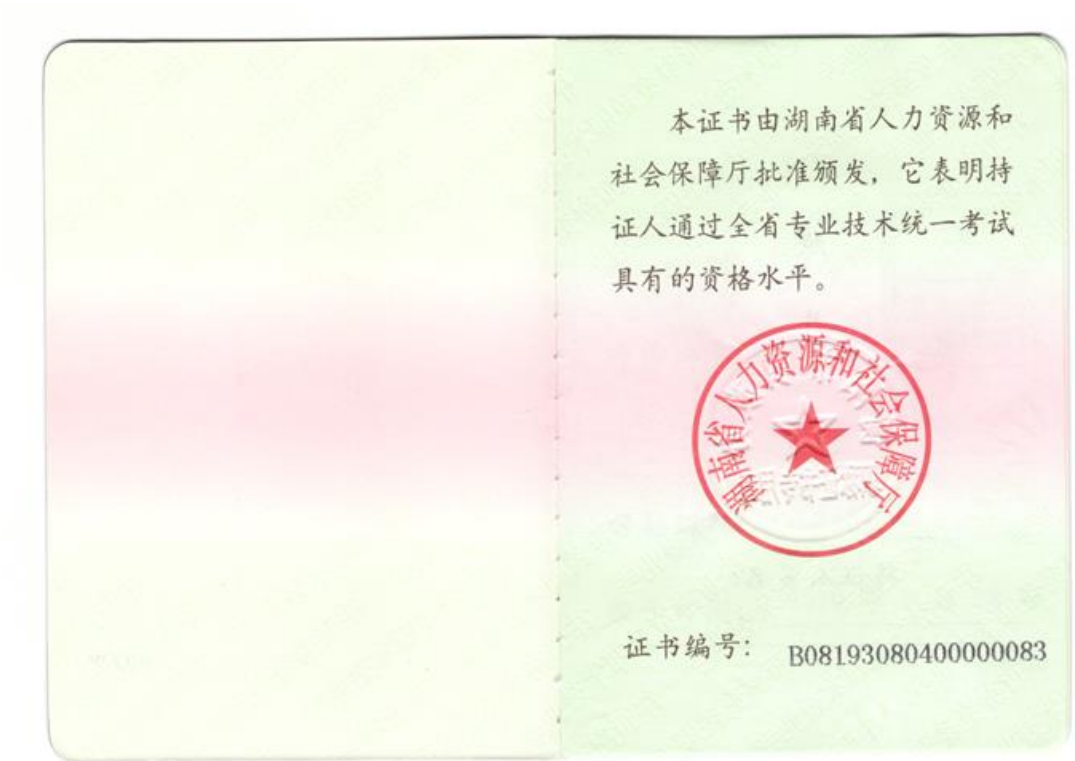 本证书由湖南省人力资源和
社会保障厅批准颁发，它表明持
证人通过全省专业技术统一考试
具有的资格水平。
湖南省人力资源和社会保障厅
证书编号： B08193080400000083